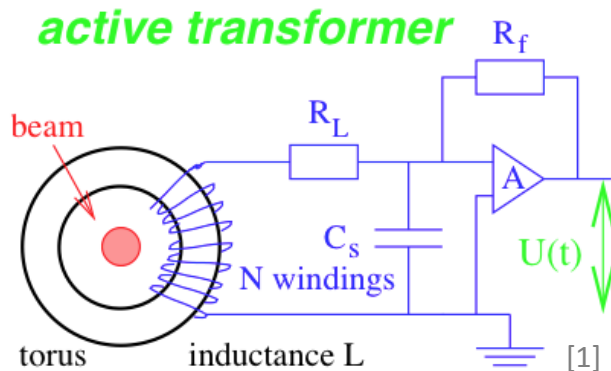 active transformer
R_f
beam
R_L
A
C_s
U(t)
N windings
torus
inductance L
[1]